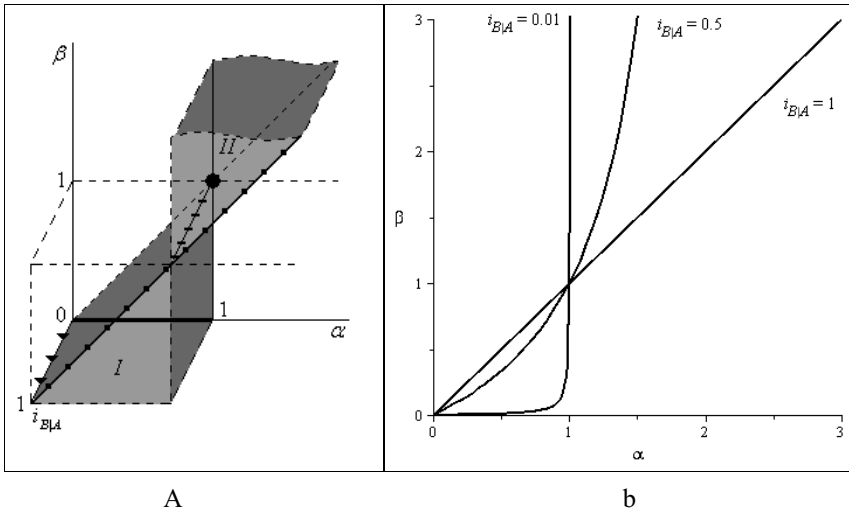 β
II
1
0
1
α
I
1
i_{B|A}
A
3
i_{B|A} = 0.01
i_{B|A} = 0.5
i_{B|A} = 1
2
β
1
0
0
1
2
3
α
b